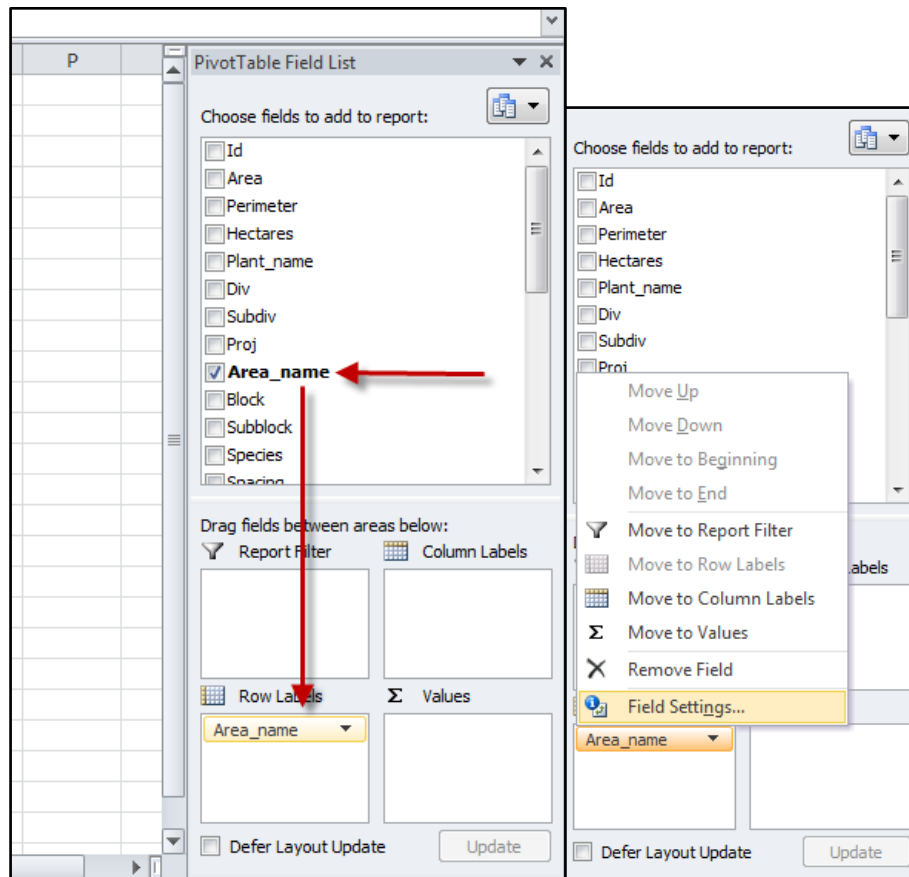 P
PivotTable Field List
Choose fields to add to report:
Id
Area
Perimeter
Hectares
Plant_name
Div
Subdiv
Proj
Area_name
Block
Subblock
Species
Spacing
Drag fields between areas below:
Report Filter
Column Labels
Row Labels
Σ Values
Area_name
Defer Layout Update
Update
Choose fields to add to report:
Id
Area
Perimeter
Hectares
Plant_name
Div
Subdiv
Proj
Move Up
Move Down
Move to Beginning
Move to End
Move to Report Filter
Move to Row Labels
abels
Move to Column Labels
Σ Move to Values
Remove Field
Field Settings...
Area_name
Defer Layout Update
Update